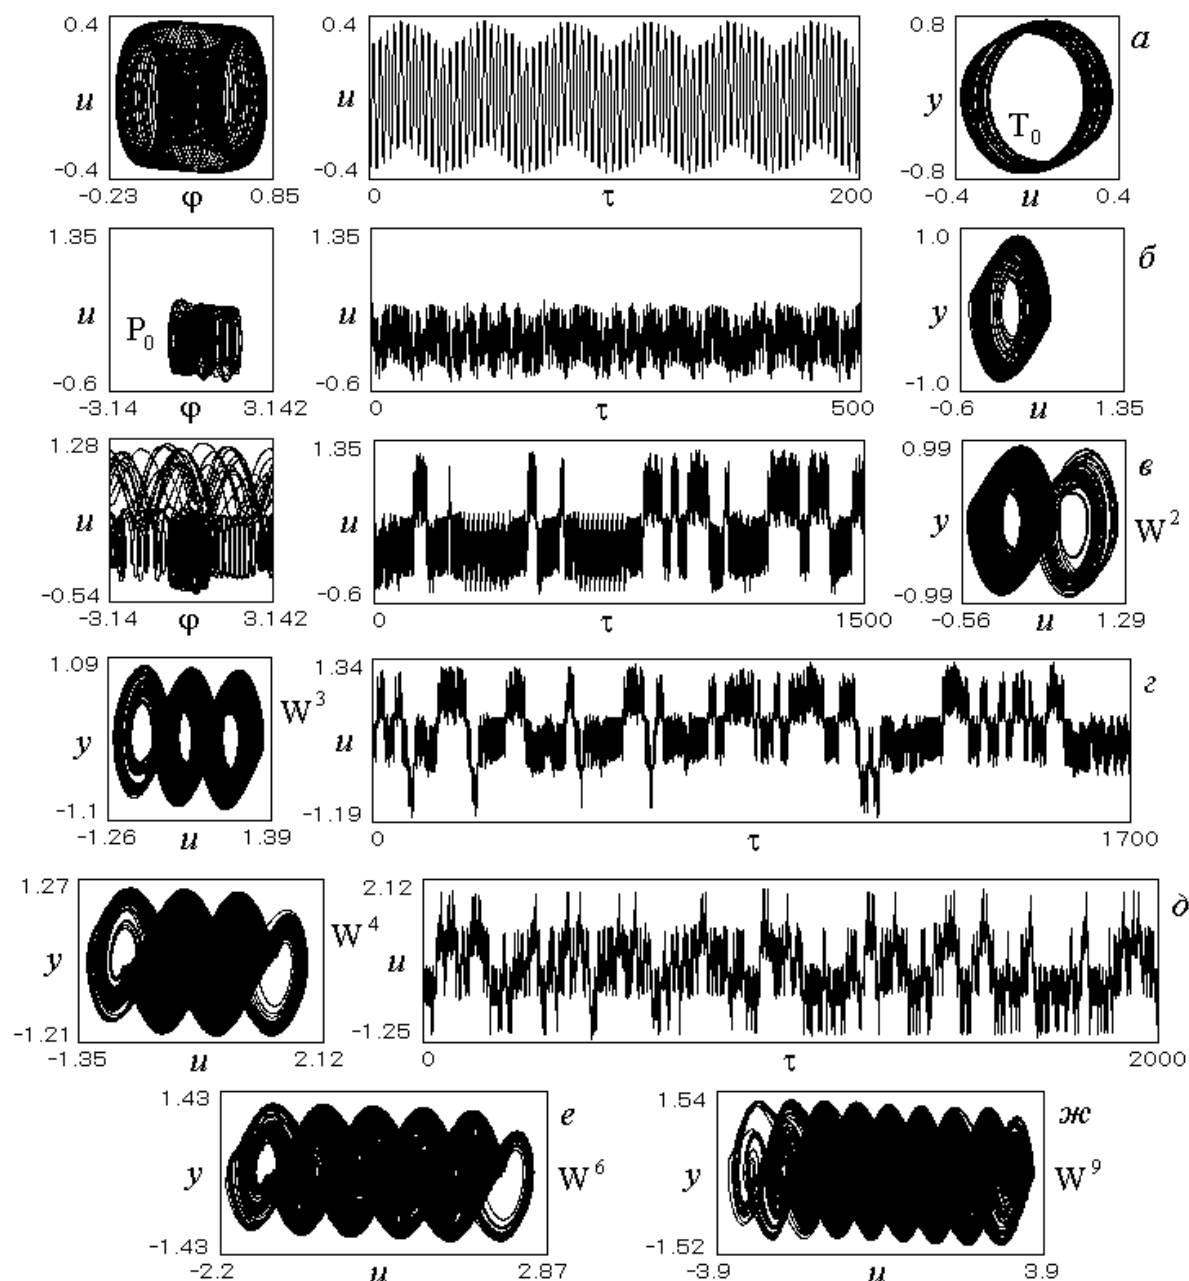 0.4 0.4 0.8 а
u u y T₀
-0.4 -0.4 -0.8
-0.23 φ 0.85 0 τ 200 -0.4 u 0.4
1.35 1.35 1.0 б
u P₀ u y
-0.6 -0.6 -1.0
-3.14 φ 3.142 0 τ 500 -0.6 u 1.35
1.28 1.35 0.99 в
u u y W²
-0.54 -0.6 -0.99
-3.14 φ 3.142 0 τ 1500 -0.56 u 1.29
1.09 W³ 1.34 г
y u
-1.1 -1.19
-1.26 u 1.39 0 τ 1700
1.27 W⁴ 2.12 д
y u
-1.21 -1.25
-1.35 u 2.12 0 τ 2000
1.43 е 1.54 ж
y W⁶ y W⁹
-1.43 -1.52
-2.2 u 2.87 -3.9 u 3.9